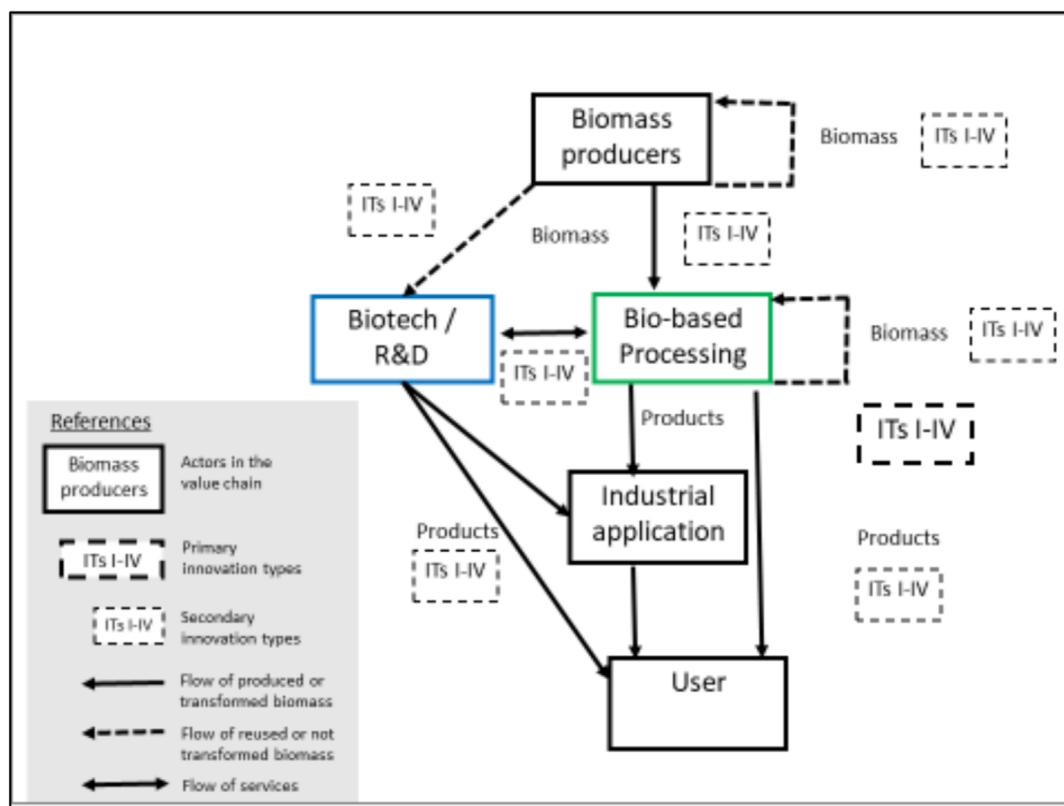 Biomass
producers
Biomass
ITs I-IV
ITs I-IV
Biomass
ITs I-IV
Biotech /
R&D
ITs I-IV
Bio-based
Processing
Biomass
ITs I-IV
Products
ITs I-IV
Industrial
application
Products
ITs I-IV
Products
ITs I-IV
User
References
Biomass
producers
Actors in the
value chain
ITs I-IV
Primary
innovation types
ITs I-IV
Secondary
innovation types
Flow of produced or
transformed biomass
Flow of reused or not
transformed biomass
Flow of services